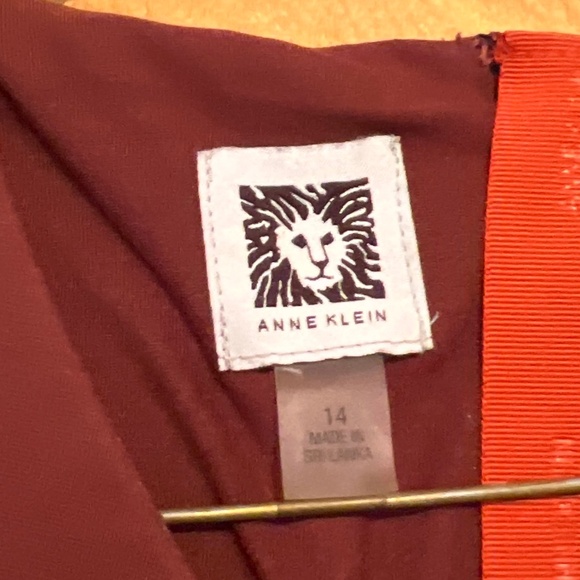 ANNE KLEIN
14
MADE IN
SRI LANKA